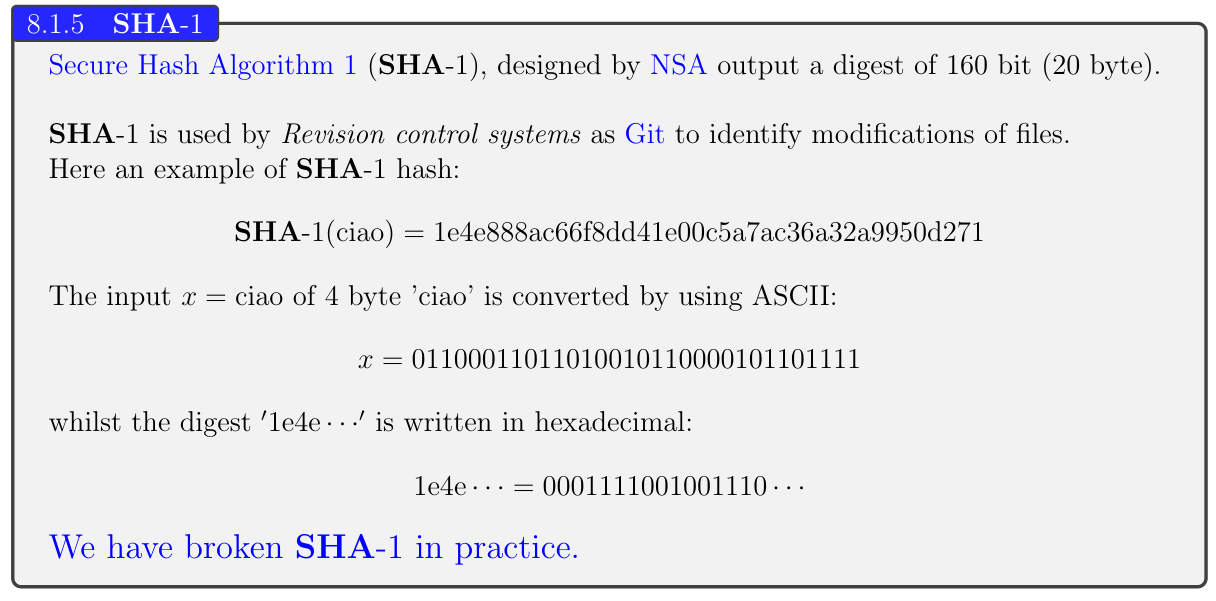 8.1.5 SHA-1
Secure Hash Algorithm 1 (SHA-1), designed by NSA output a digest of 160 bit (20 byte).
SHA-1 is used by Revision control systems as Git to identify modifications of files.
Here an example of SHA-1 hash:
SHA-1(ciao) = 1e4e888ac66f8dd41e00c5a7ac36a32a9950d271
The input x = ciao of 4 byte 'ciao' is converted by using ASCII:
x = 01100011011010010110000101101111
whilst the digest ′1e4e⋯′ is written in hexadecimal:
1e4e⋯ = 0001111001001110⋯
We have broken SHA-1 in practice.